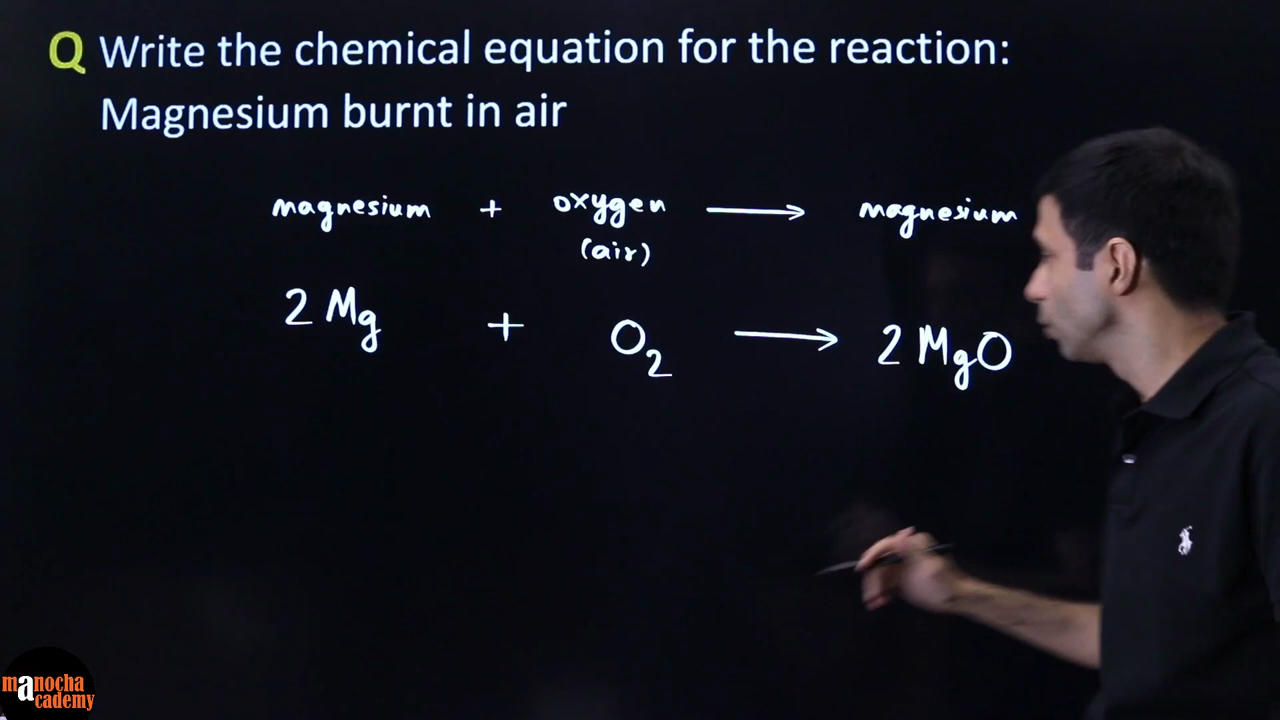 Q Write the chemical equation for the reaction:
Magnesium burnt in air
magnesium + oxygen ⟶ magnesium
(air)
2 Mg + O₂ ⟶ 2 MgO
manocha
academy